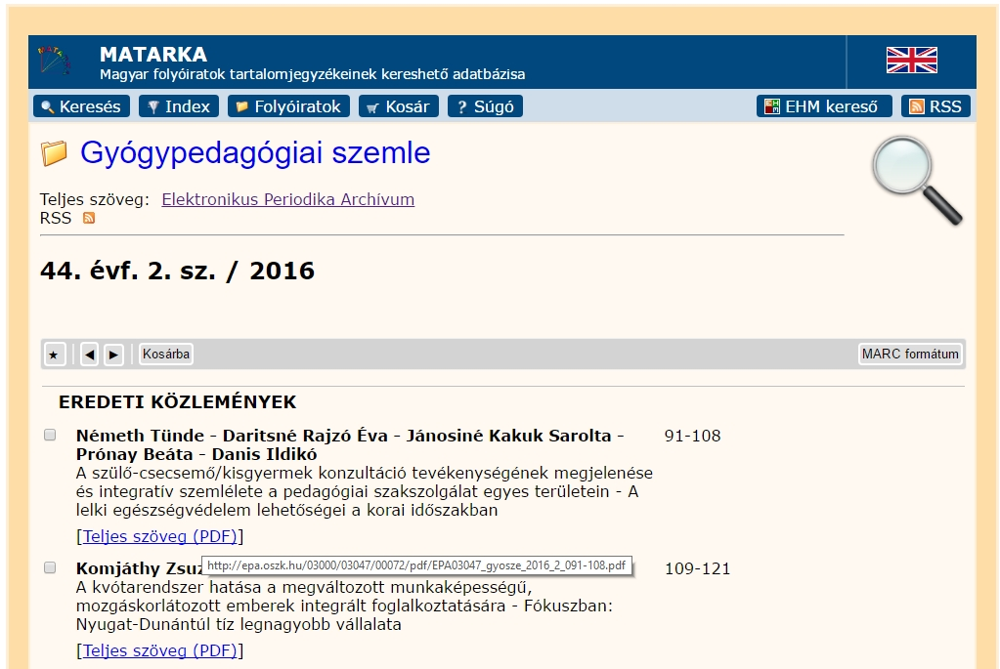 MATARKA
Magyar folyóiratok tartalomjegyzékeinek kereshető adatbázisa
Keresés Index Folyóiratok Kosár ? Súgó EHM kereső RSS
Gyógypedagógiai szemle
Teljes szöveg: Elektronikus Periodika Archívum
RSS
44. évf. 2. sz. / 2016
Kosárba MARC formátum
EREDETI KÖZLEMÉNYEK
Németh Tünde - Daritsné Rajzó Éva - Jánosiné Kakuk Sarolta - 91-108
Prónay Beáta - Danis Ildikó
A szülő-csecsemő/kisgyermek konzultáció tevékenységének megjelenése
és integratív szemlélete a pedagógiai szakszolgálat egyes területein - A
lelki egészségvédelem lehetőségei a korai időszakban
[Teljes szöveg (PDF)]
http://epa.oszk.hu/03000/03047/00072/pdf/EPA03047_gyosze_2016_2_091-108.pdf
Komjáthy Zsuz 109-121
A kvótarendszer hatása a megváltozott munkaképességű,
mozgáskorlátozott emberek integrált foglalkoztatására - Fókuszban:
Nyugat-Dunántúl tíz legnagyobb vállalata
[Teljes szöveg (PDF)]